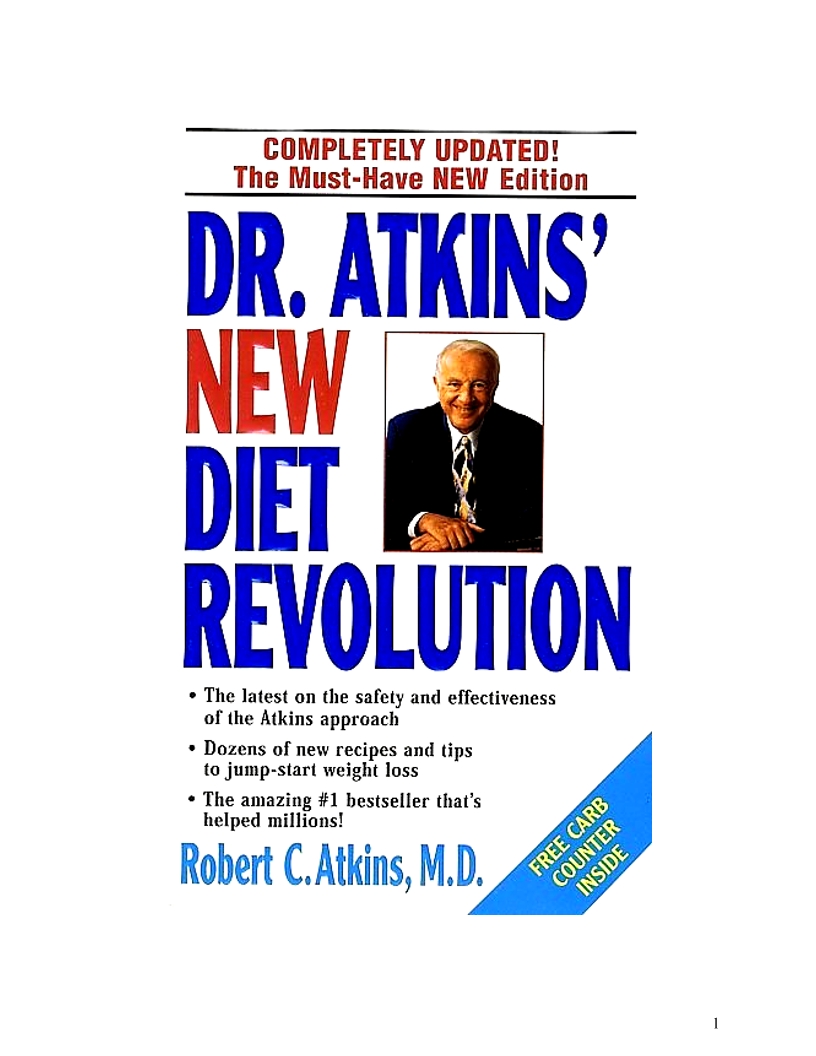 COMPLETELY UPDATED!
The Must-Have NEW Edition
DR. ATKINS’
NEW
DIET
REVOLUTION
• The latest on the safety and effectiveness
of the Atkins approach
• Dozens of new recipes and tips
to jump-start weight loss
• The amazing #1 bestseller that's
helped millions!
Robert C. Atkins, M.D.
FREE CARB
COUNTER
INSIDE
1